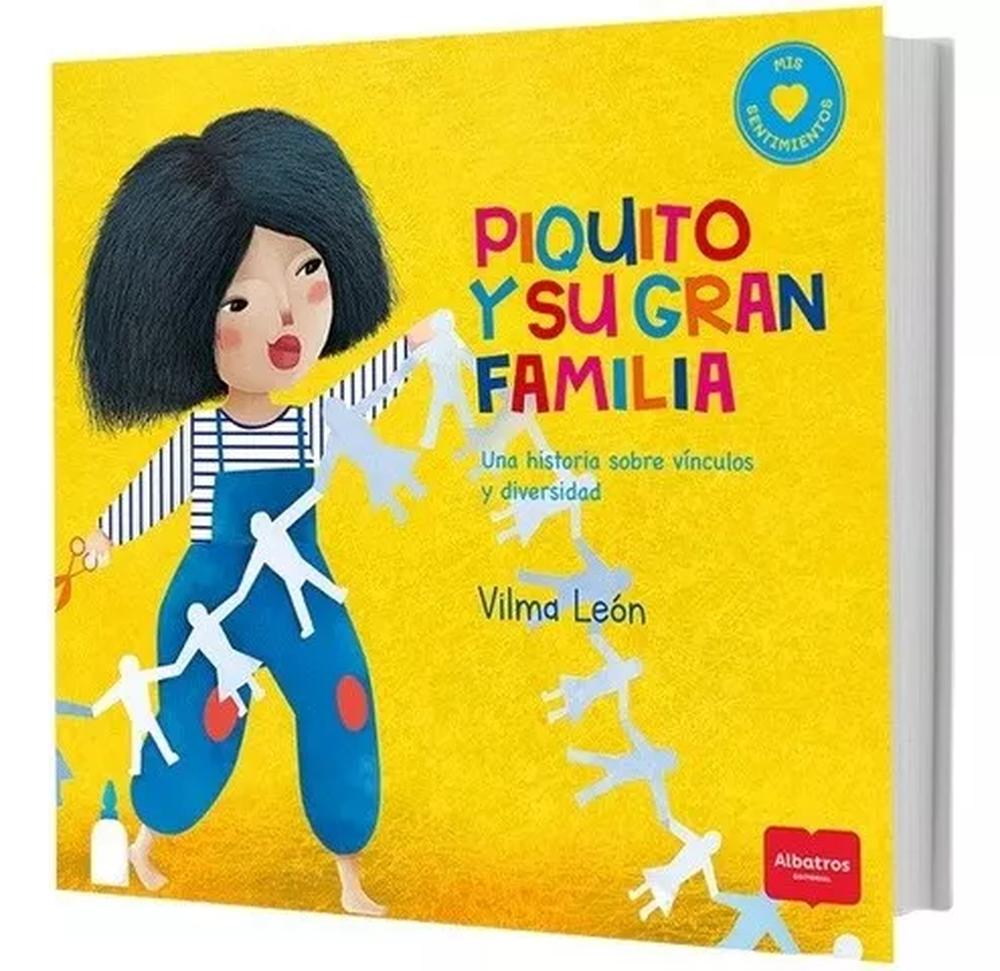 MIS
SENTIMIENTOS
PIQUITO
Y SU GRAN
FAMILIA
Una historia sobre vínculos
y diversidad
Vilma León
Albatros
EDITORIAL